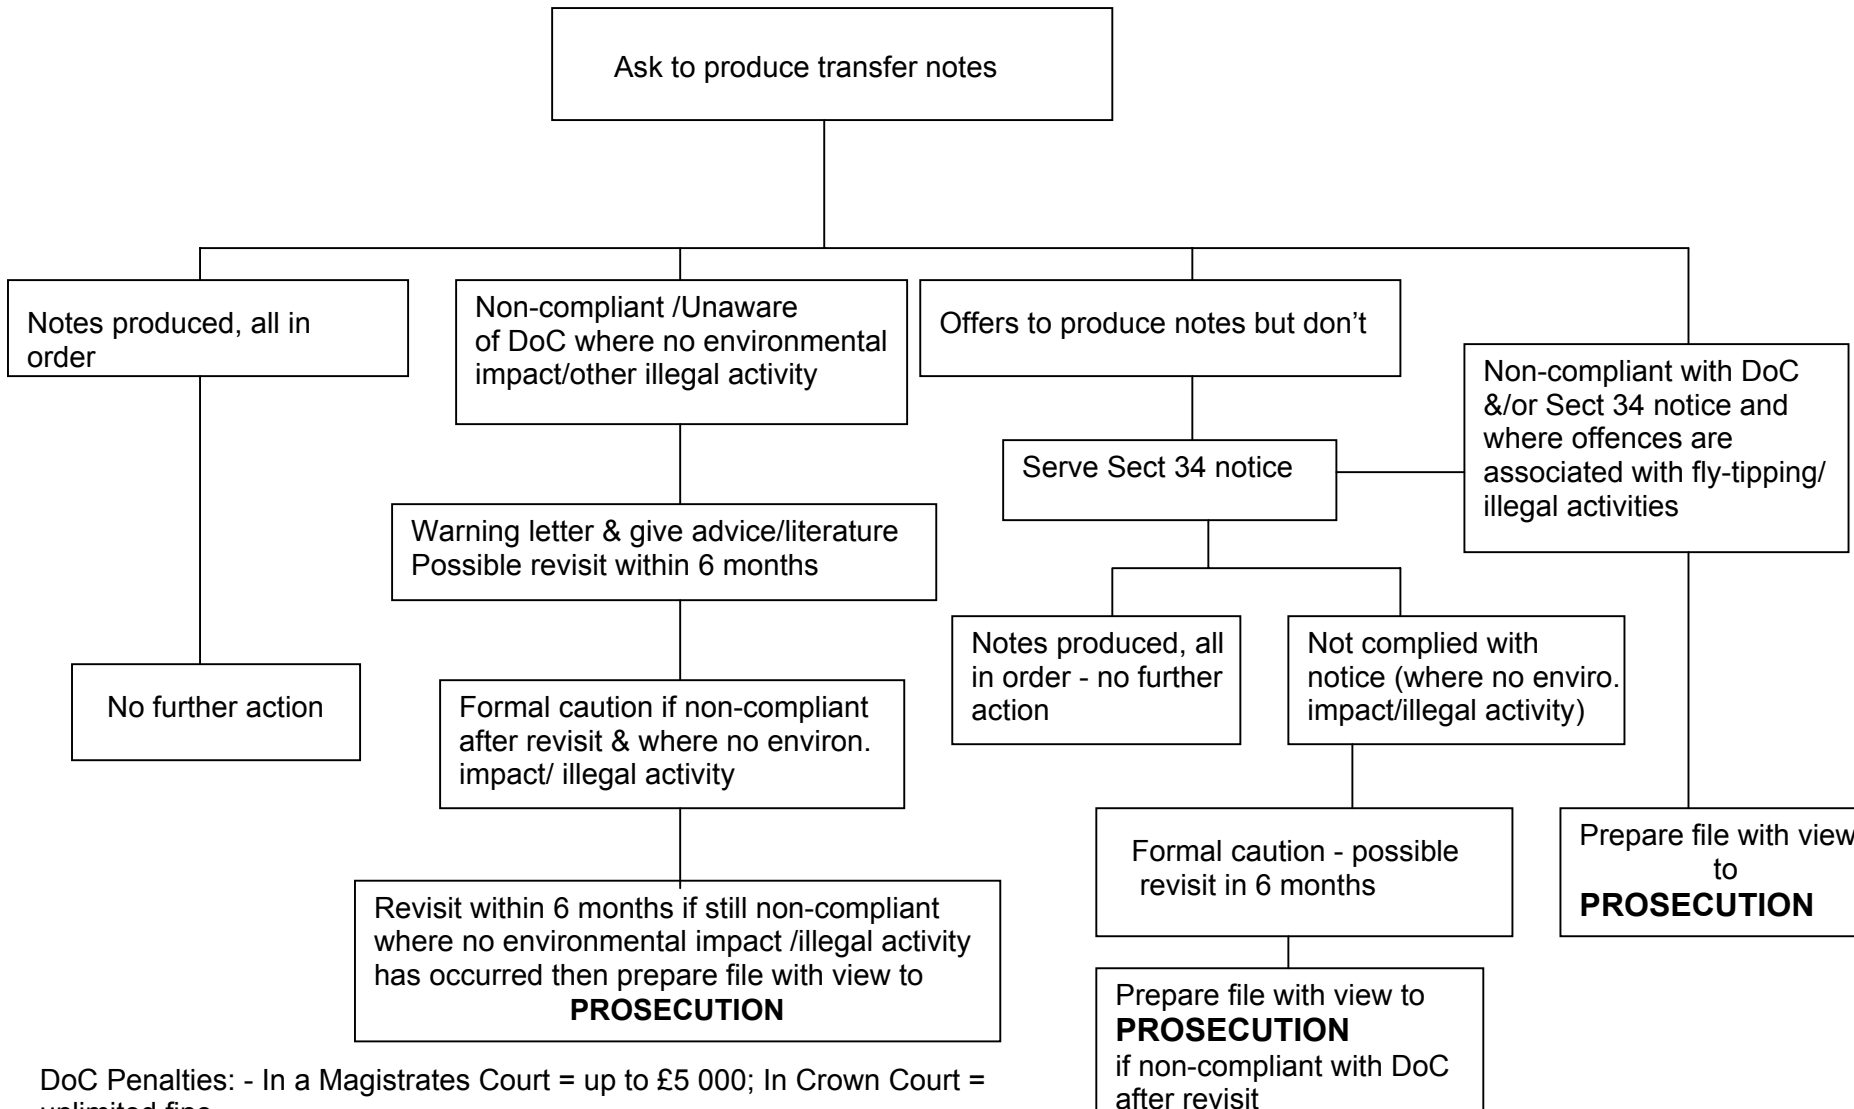 Ask to produce transfer notes
Notes produced, all in
order
Non-compliant /Unaware
of DoC where no environmental
impact/other illegal activity
Offers to produce notes but don’t
Non-compliant with DoC
&/or Sect 34 notice and
where offences are
associated with fly-tipping/
illegal activities
Serve Sect 34 notice
Warning letter & give advice/literature
Possible revisit within 6 months
Notes produced, all
in order - no further
action
Not complied with
notice (where no enviro.
impact/illegal activity)
No further action
Formal caution if non-compliant
after revisit & where no environ.
impact/ illegal activity
Formal caution - possible
revisit in 6 months
Prepare file with view
to
PROSECUTION
Revisit within 6 months if still non-compliant
where no environmental impact /illegal activity
has occurred then prepare file with view to
PROSECUTION
Prepare file with view to
PROSECUTION
if non-compliant with DoC
after revisit
DoC Penalties: - In a Magistrates Court = up to £5 000; In Crown Court =
unlimited fine